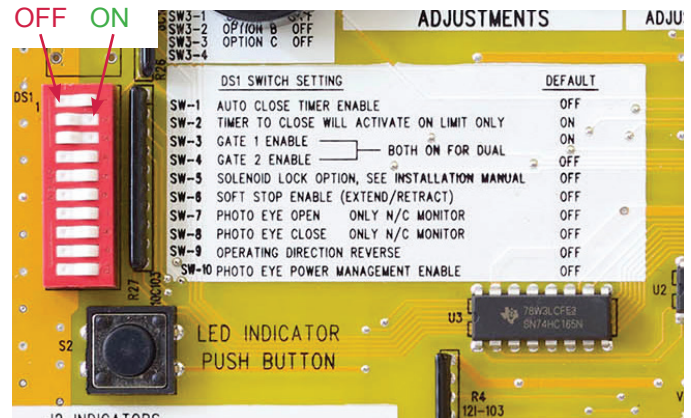 OFF ON
SW3-1
SW3-2 OPTION B OFF
SW3-3 OPTION C OFF
SW3-4
ADJUSTMENTS
R26
DS1
1
DS1 SWITCH SETTING DEFAULT
SW-1 AUTO CLOSE TIMER ENABLE OFF
SW-2 TIMER TO CLOSE WILL ACTIVATE ON LIMIT ONLY ON
SW-3 GATE 1 ENABLE ON
BOTH ON FOR DUAL
SW-4 GATE 2 ENABLE OFF
SW-5 SOLENOID LOCK OPTION, SEE INSTALLATION MANUAL OFF
SW-6 SOFT STOP ENABLE (EXTEND/RETRACT) OFF
SW-7 PHOTO EYE OPEN ONLY N/C MONITOR OFF
SW-8 PHOTO EYE CLOSE ONLY N/C MONITOR OFF
SW-9 OPERATING DIRECTION REVERSE OFF
SW-10 PHOTO EYE POWER MANAGEMENT ENABLE OFF
R27
U2
U3
78W3LCFE2
SN74HC165N
S2
LED INDICATOR
PUSH BUTTON
R4
121-103
V
INDICATORS